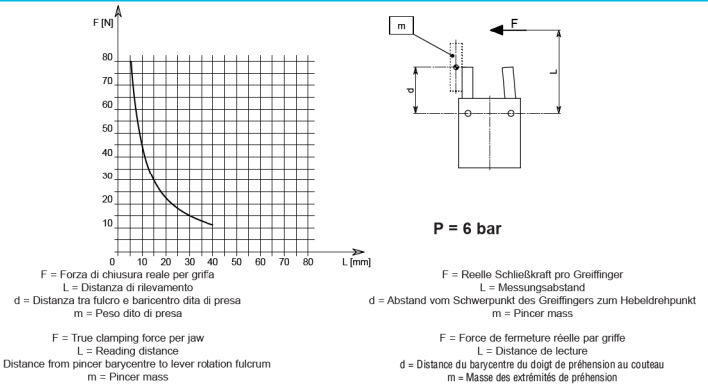 F [N]
80
70
60
50
40
30
20
10
0 10 20 30 40 50 60 70 80 L [mm]
m
F
L
d
P = 6 bar
F = Forza di chiusura reale per griffa
L = Distanza di rilevamento
d = Distanza tra fulcro e baricentro dita di presa
m = Peso dito di presa
F = True clamping force per jaw
L = Reading distance
Distance from pincer barycentre to lever rotation fulcrum
m = Pincer mass
F = Reelle Schließkraft pro Greiffinger
L = Messungsabstand
d = Abstand vom Schwerpunkt des Greiffingers zum Hebeldrehpunkt
m = Pincer mass
F = Force de fermeture réelle par griffe
L = Distance de lecture
d = Distance du barycentre du doigt de préhension au couteau
m = Masse des extrémités de préhension